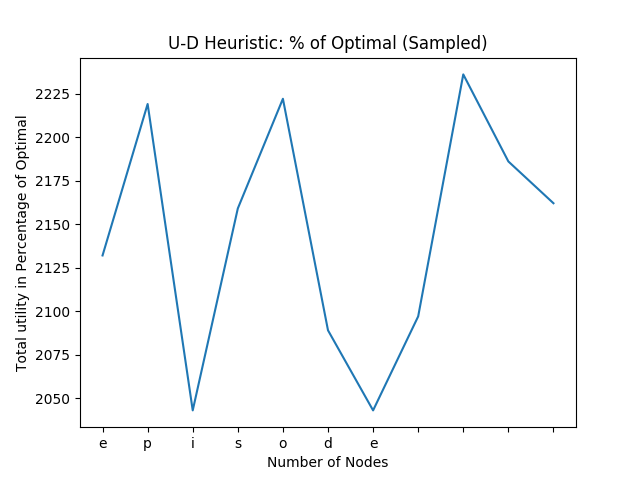 U-D Heuristic: % of Optimal (Sampled)
Total utility in Percentage of Optimal
2225
2200
2175
2150
2125
2100
2075
2050
e p i s o d e
Number of Nodes